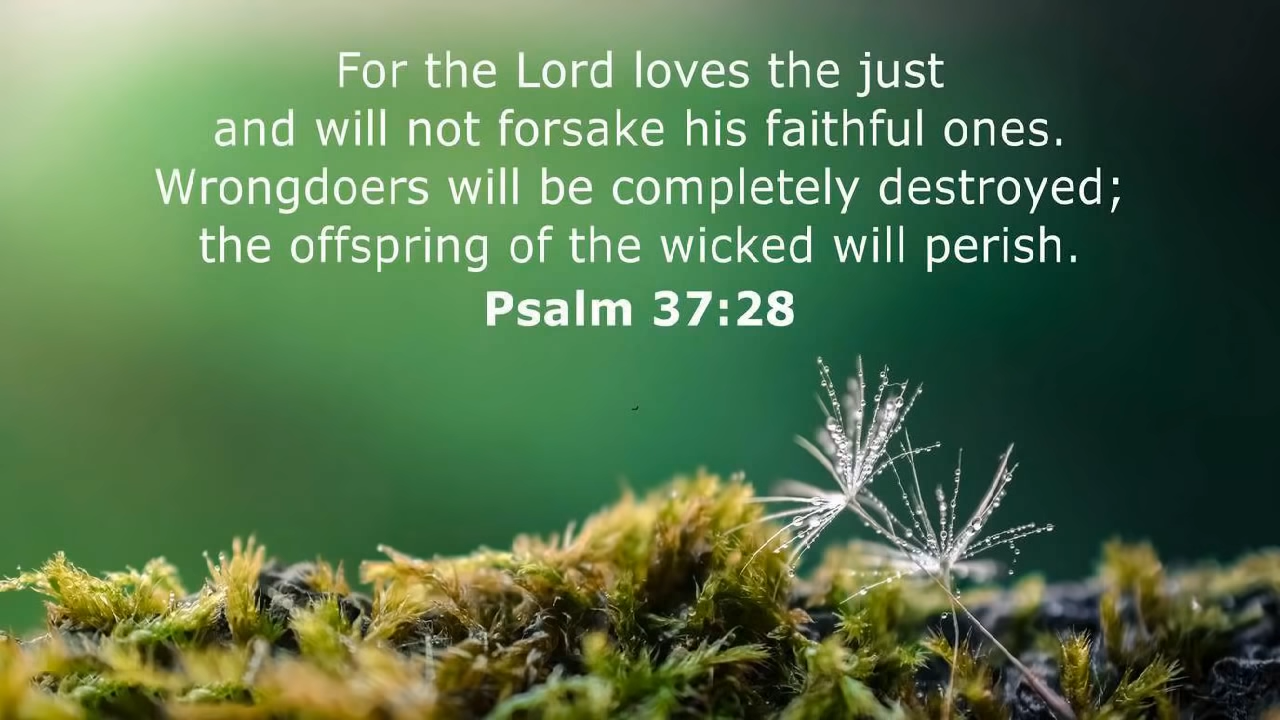 For the Lord loves the just
and will not forsake his faithful ones.
Wrongdoers will be completely destroyed;
the offspring of the wicked will perish.
Psalm 37:28